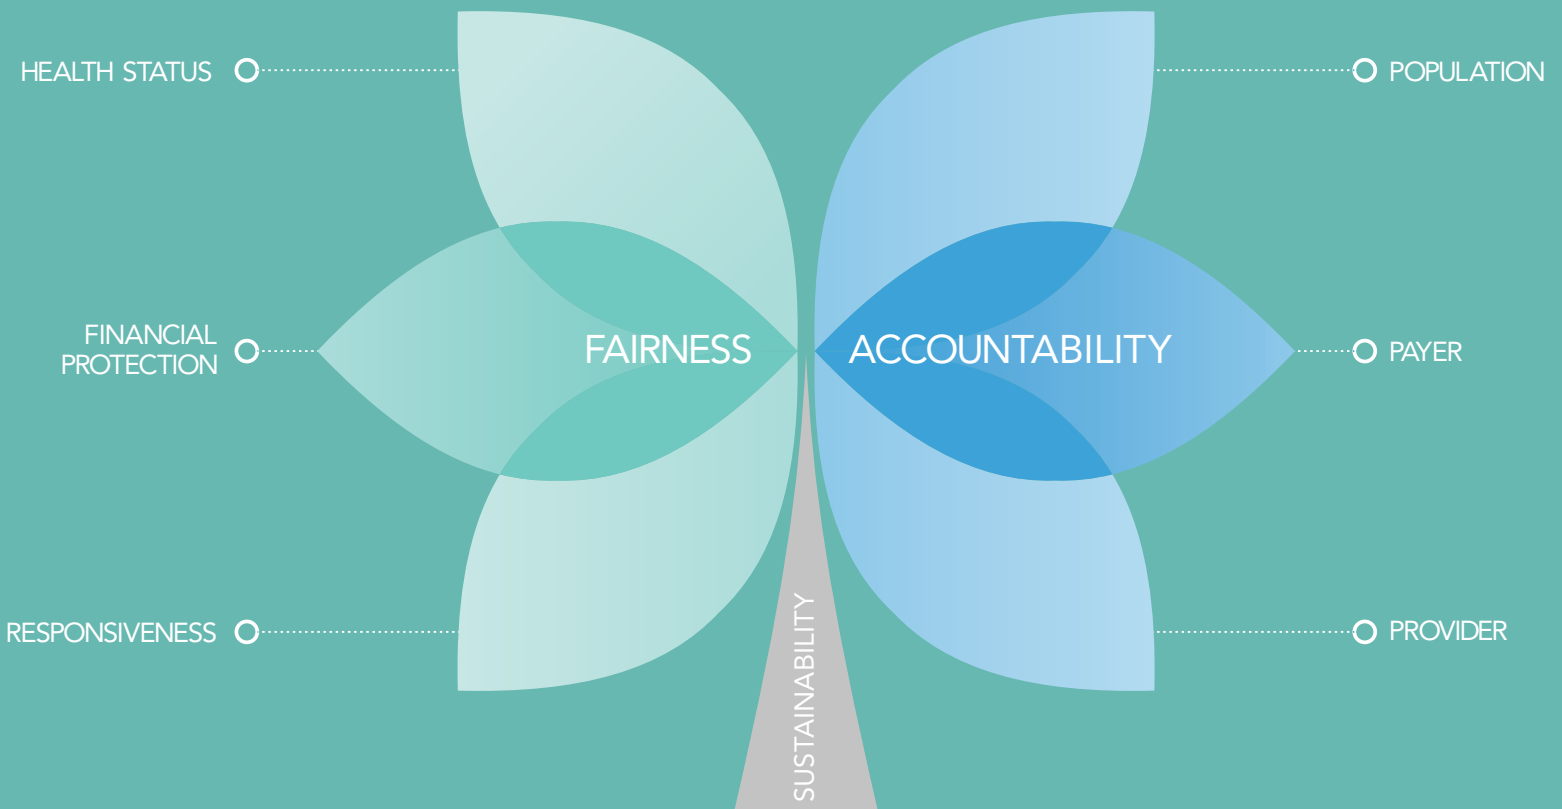 HEALTH STATUS
POPULATION
FINANCIAL
PROTECTION
FAIRNESS
ACCOUNTABILITY
PAYER
RESPONSIVENESS
PROVIDER
SUSTAINABILITY